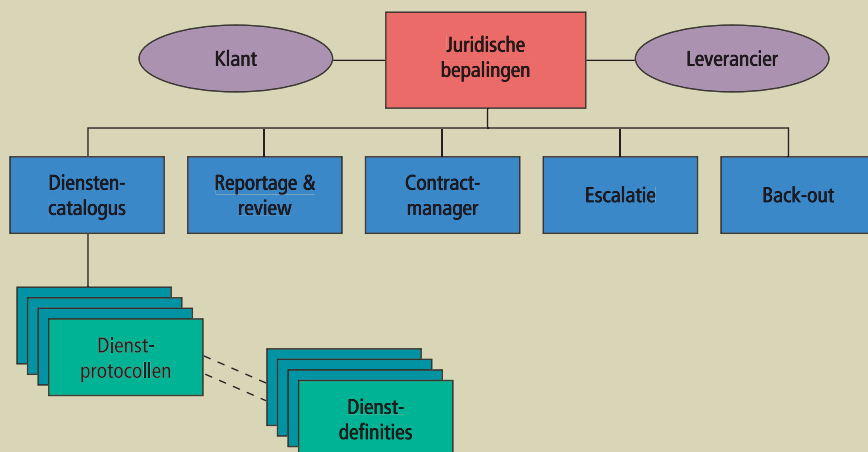 Klant
Juridische
bepalingen
Leverancier
Diensten-
catalogus
Reportage &
review
Contract-
manager
Escalatie
Back-out
Dienst-
protocollen
Dienst-
definities